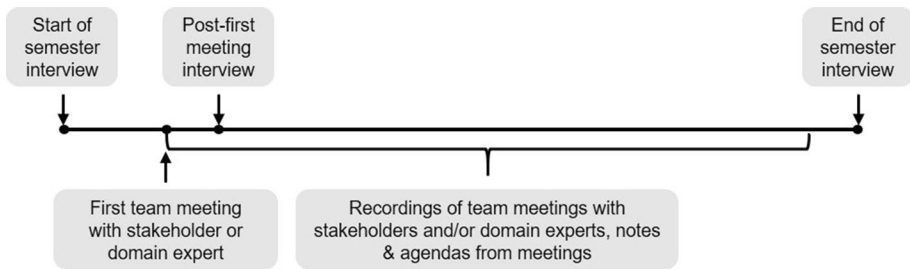 Start of
semester
interview
Post-first
meeting
interview
End of
semester
interview
First team meeting
with stakeholder or
domain expert
Recordings of team meetings with
stakeholders and/or domain experts, notes
& agendas from meetings